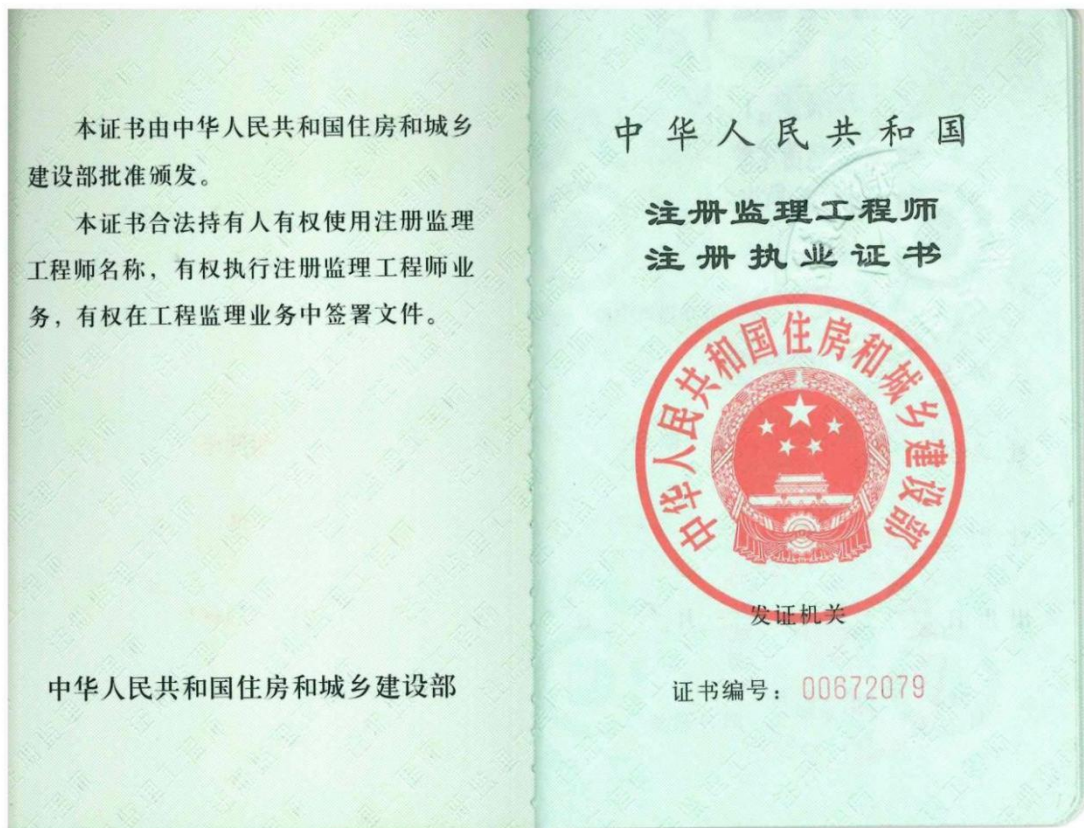 本证书由中华人民共和国住房和城乡
建设部批准颁发。
本证书合法持有人有权使用注册监理
工程师名称，有权执行注册监理工程师业
务，有权在工程监理业务中签署文件。
中华人民共和国住房和城乡建设部
中华人民共和国
注册监理工程师
注册执业证书
中华人民共和国住房和城乡建设部
发证机关
证书编号：00672079